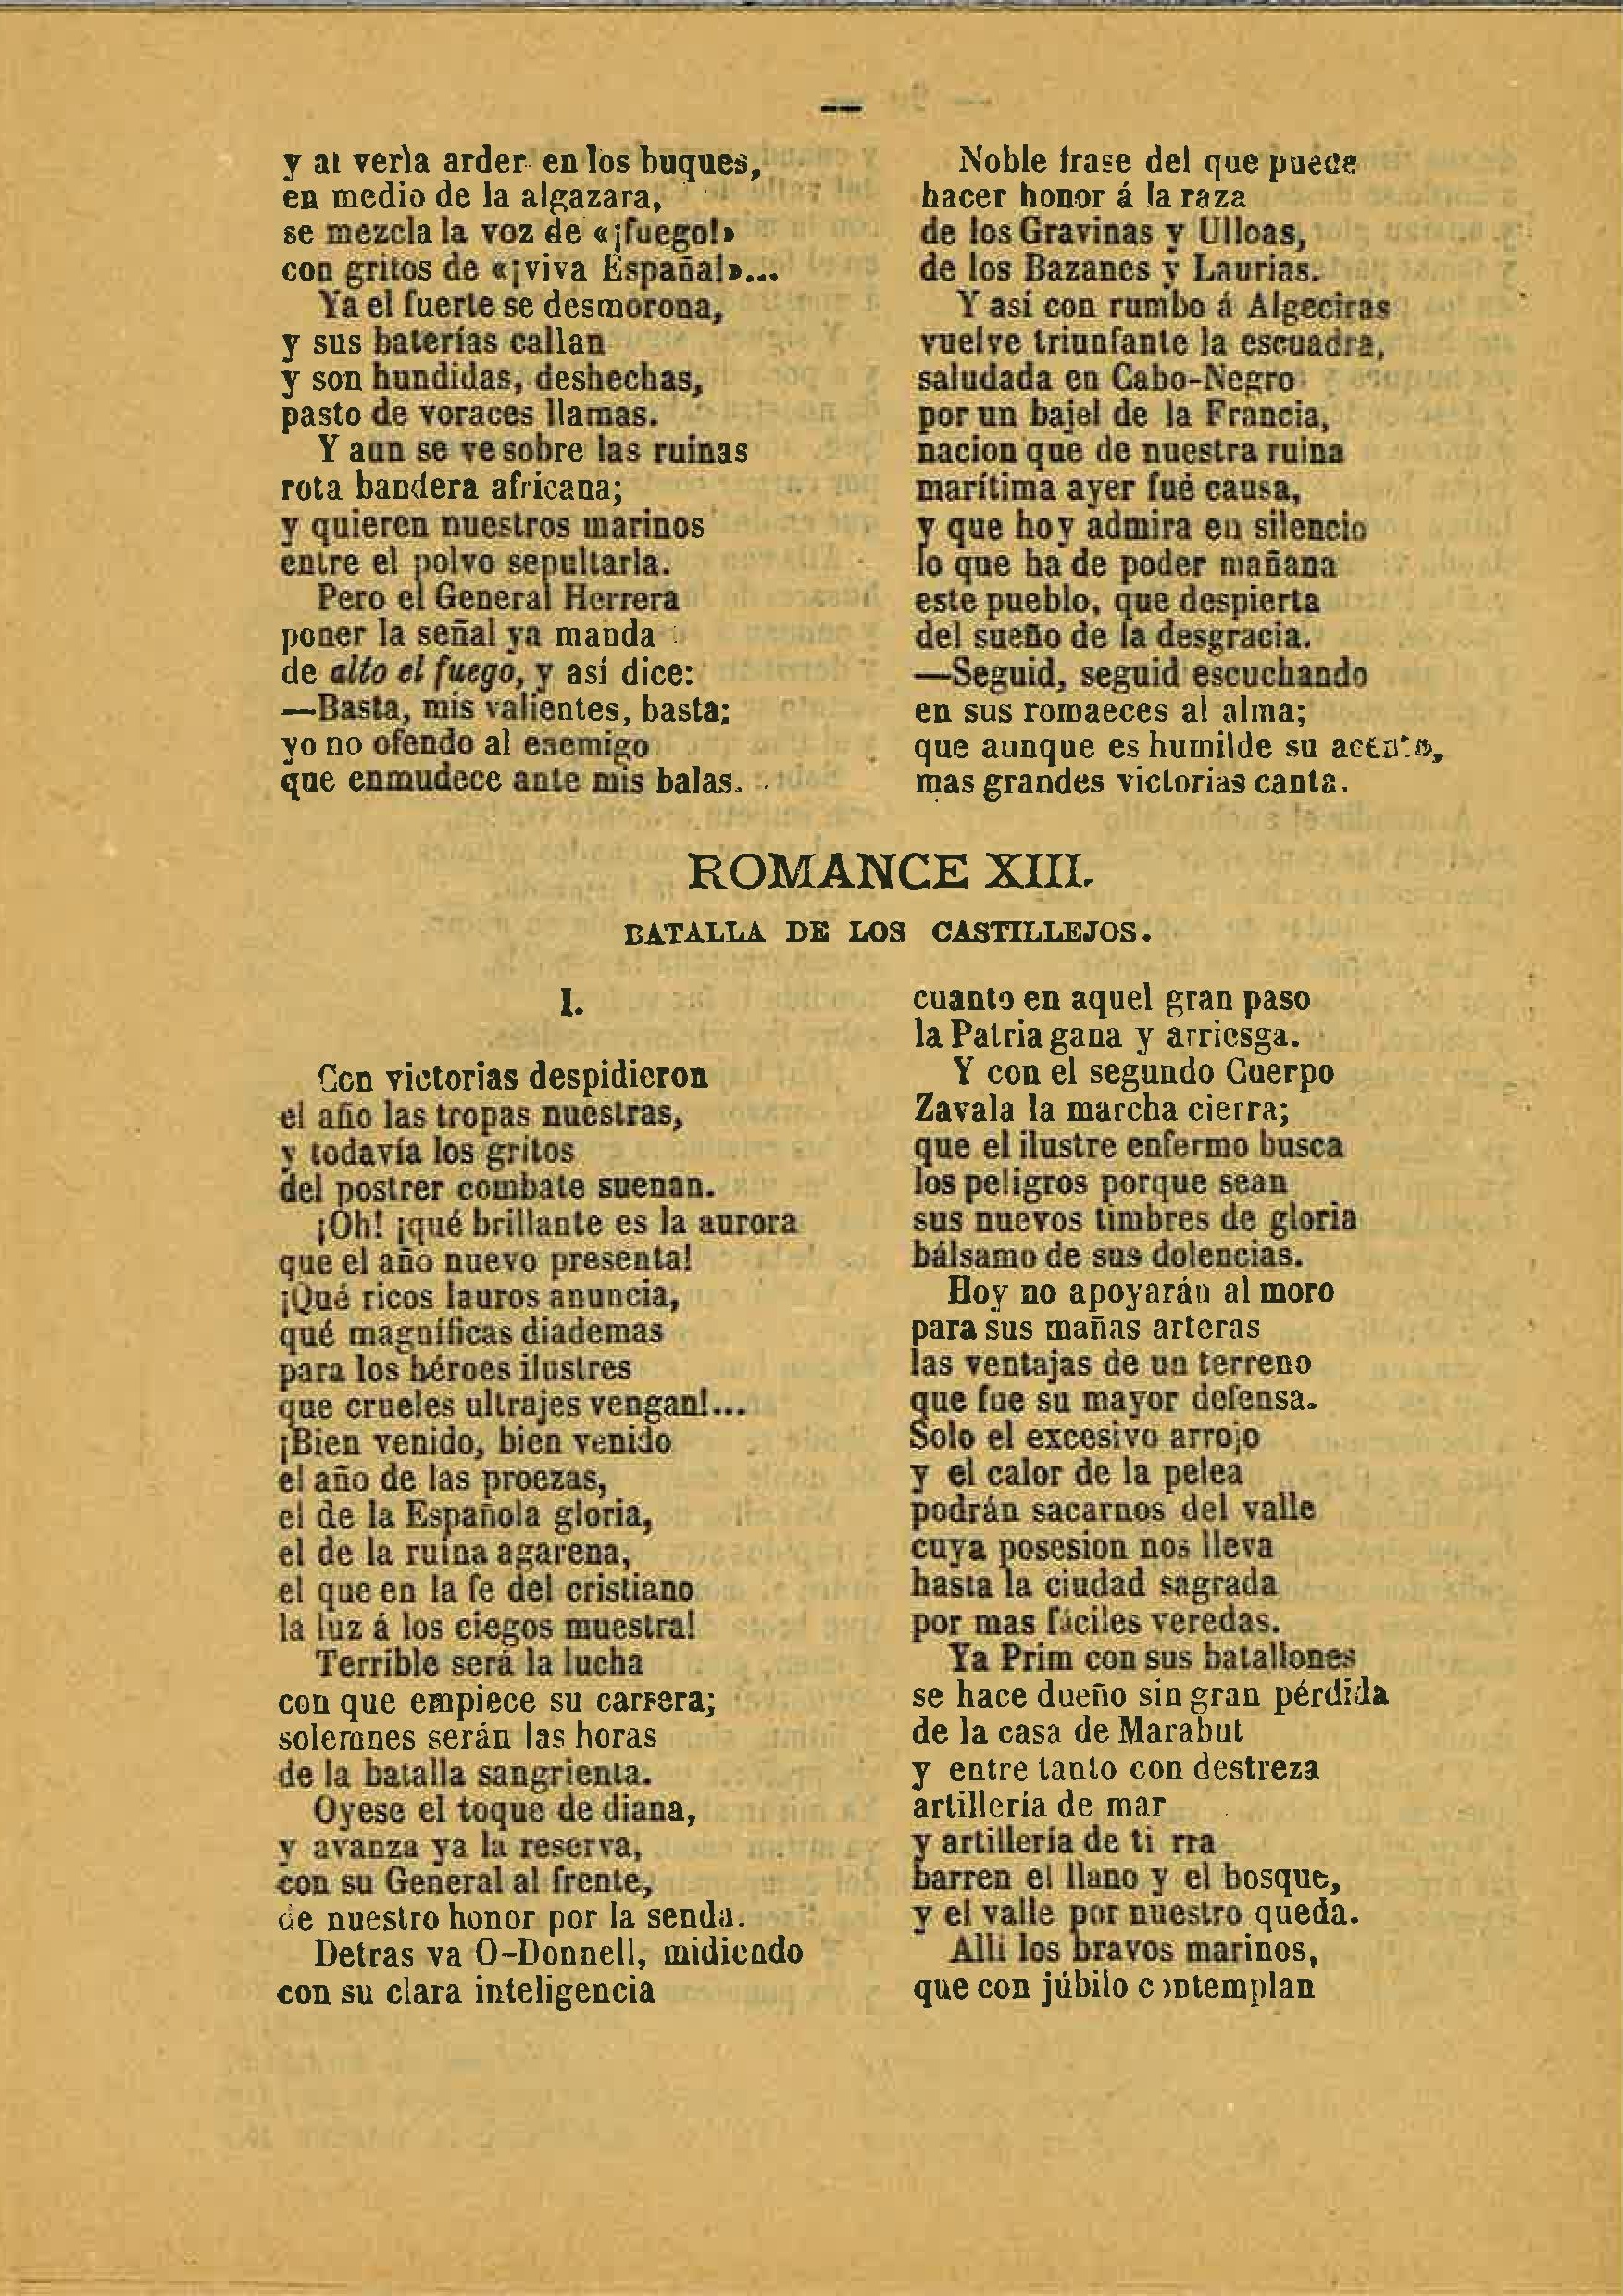 —
y al verla arder en los buques,
en medio de la algazara,
se mezcla la voz de «¡fuego!»
con gritos de «¡viva España!»...
Ya el fuerte se desmorona,
y sus baterías callan
y son hundidas, deshechas,
pasto de voraces llamas.
Y aun se ve sobre las ruinas
rota bandera africana;
y quieren nuestros marinos
entre el polvo sepultarla.
Pero el General Herrera
poner la señal ya manda
de alto el fuego, y así dice:
—Basta, mis valientes, basta;
yo no ofendo al enemigo
que enmudece ante mis balas.
Noble frase del que puede
hacer honor á la raza
de los Gravinas y Ulloas,
de los Bazanes y Laurias.
Y así con rumbo á Algeciras
vuelve triunfante la escuadra,
saludada en Cabo-Negro
por un bajel de la Francia,
nacion que de nuestra ruina
marítima ayer fué causa,
y que hoy admira en silencio
lo que ha de poder mañana
este pueblo, que despierta
del sueño de la desgracia.
—Seguid, seguid escuchando
en sus romaeces al alma;
que aunque es humilde su acento,
mas grandes victorias canta.
ROMANCE XIII.
BATALLA DE LOS CASTILLEJOS.
I.
Con victorias despidieron
el año las tropas nuestras,
y todavía los gritos
del postrer combate suenan.
¡Oh! ¡qué brillante es la aurora
que el año nuevo presenta!
¡Qué ricos lauros anuncia,
qué magníficas diademas
para los héroes ilustres
que crueles ultrajes vengan!...
¡Bien venido, bien venido
el año de las proezas,
el de la Española gloria,
el de la ruina agarena,
el que en la fe del cristiano
la luz á los ciegos muestra!
Terrible será la lucha
con que empiece su carrera;
solemnes serán las horas
de la batalla sangrienta.
Oyese el toque de diana,
y avanza ya la reserva,
con su General al frente,
de nuestro honor por la senda.
Detras va O-Donnell, midiendo
con su clara inteligencia
cuanto en aquel gran paso
la Patria gana y arriesga.
Y con el segundo Cuerpo
Zavala la marcha cierra;
que el ilustre enfermo busca
los peligros porque sean
sus nuevos timbres de gloria
bálsamo de sus dolencias.
Hoy no apoyarán al moro
para sus mañas arteras
las ventajas de un terreno
que fue su mayor defensa.
Solo el excesivo arrojo
y el calor de la pelea
podrán sacarnos del valle
cuya posesion nos lleva
hasta la ciudad sagrada
por mas fáciles veredas.
Ya Prim con sus batallones
se hace dueño sin gran pérdida
de la casa de Marabut
y entre tanto con destreza
artillería de mar
y artillería de ti rra
barren el llano y el bosque,
y el valle por nuestro queda.
Alli los bravos marinos,
que con júbilo contemplan